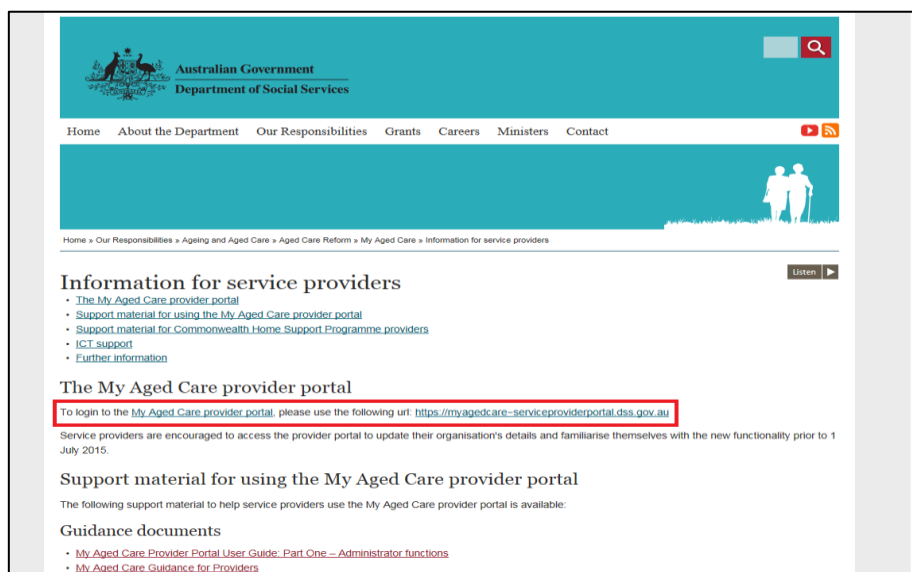 Australian Government
Department of Social Services
Home About the Department Our Responsibilities Grants Careers Ministers Contact
Home » Our Responsibilities » Ageing and Aged Care » Aged Care Reform » My Aged Care » Information for service providers
Listen
Information for service providers
• The My Aged Care provider portal
• Support material for using the My Aged Care provider portal
• Support material for Commonwealth Home Support Programme providers
• ICT support
• Further information
The My Aged Care provider portal
To login to the My Aged Care provider portal, please use the following url: https://myagedcare-serviceproviderportal.dss.gov.au
Service providers are encouraged to access the provider portal to update their organisation's details and familiarise themselves with the new functionality prior to 1
July 2015.
Support material for using the My Aged Care provider portal
The following support material to help service providers use the My Aged Care provider portal is available:
Guidance documents
• My Aged Care Provider Portal User Guide: Part One – Administrator functions
• My Aged Care Guidance for Providers